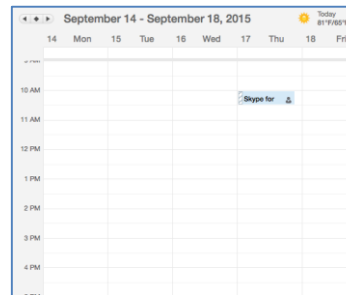 September 14 - September 18, 2015
Today
81°F/65°F
14 Mon 15 Tue 16 Wed 17 Thu 18 Fri
10 AM
Skype for
11 AM
12 PM
1 PM
2 PM
3 PM
4 PM